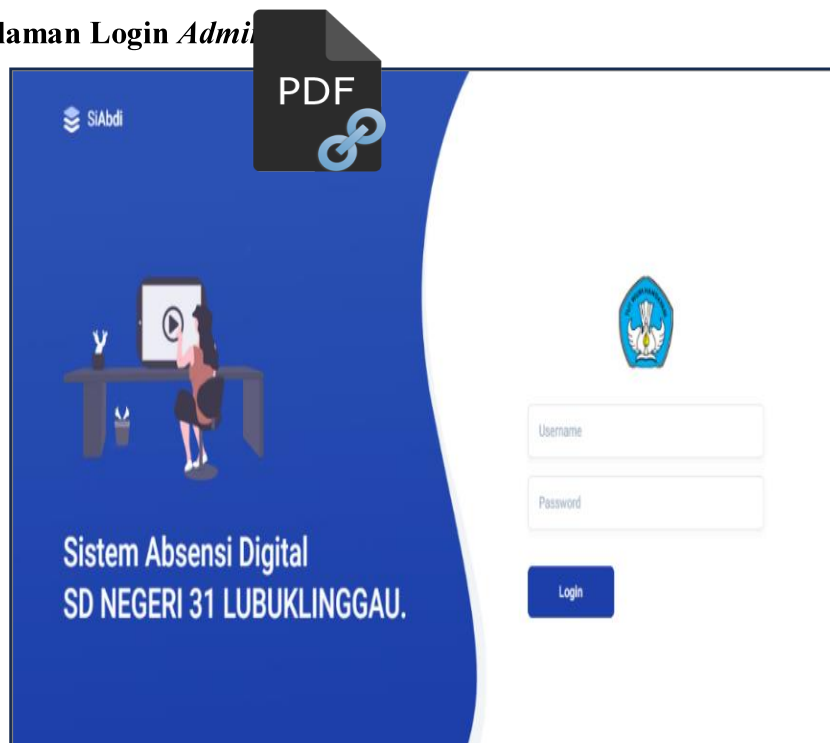 laman Login Admi
PDF
SiAbdi
Username
Password
Sistem Absensi Digital
SD NEGERI 31 LUBUKLINGGAU.
Login